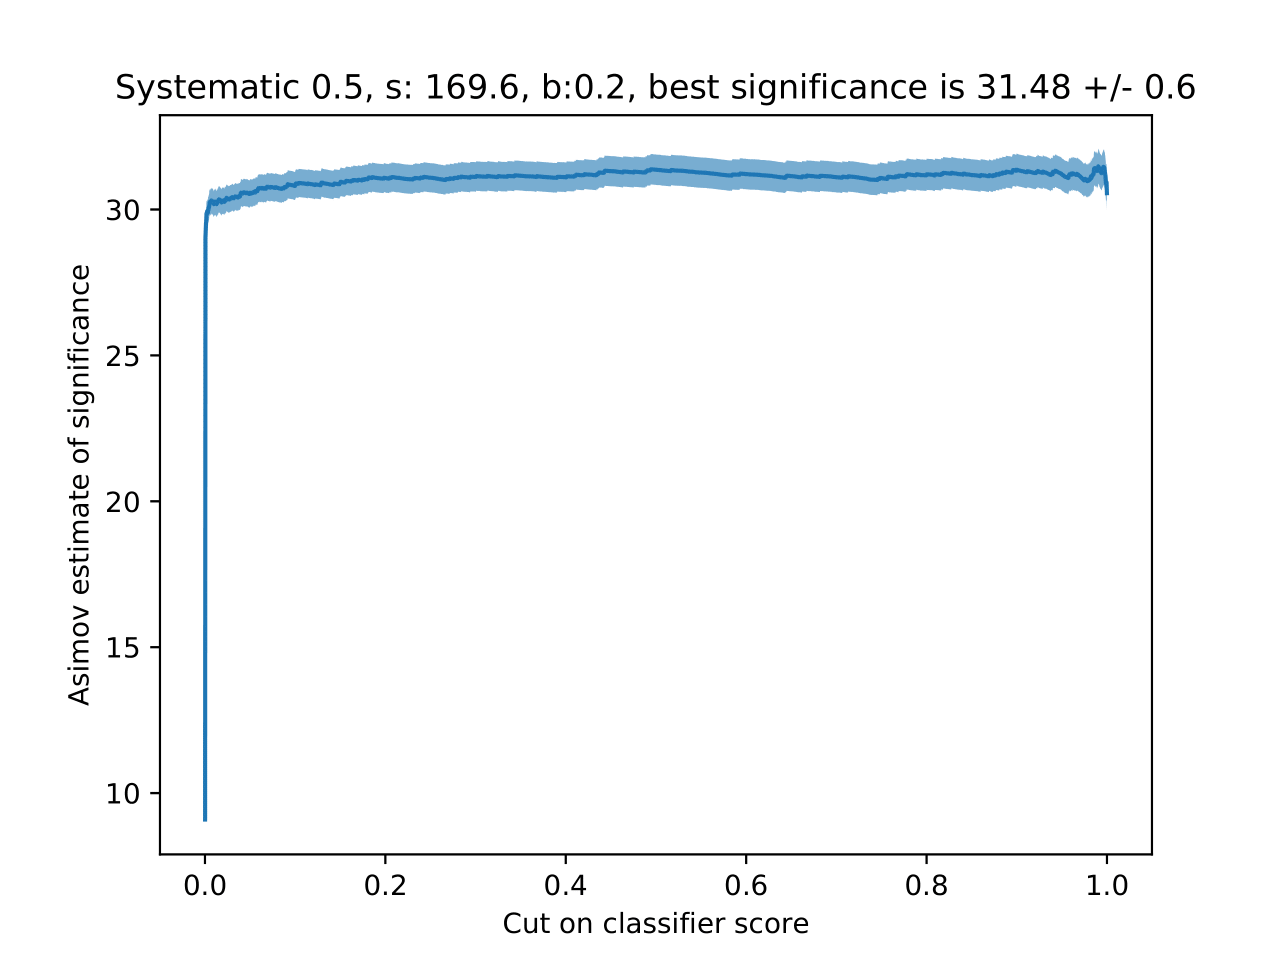 Systematic 0.5, s: 169.6, b:0.2, best significance is 31.48 +/- 0.6
Asimov estimate of significance
30
25
20
15
10
0.0 0.2 0.4 0.6 0.8 1.0
Cut on classifier score